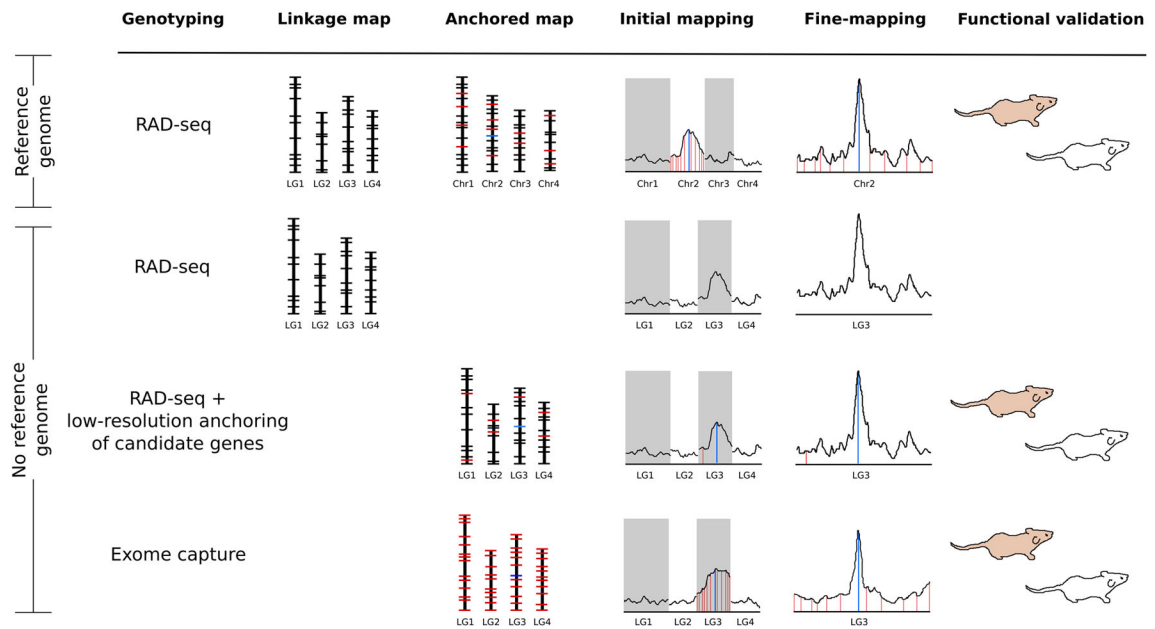 Genotyping Linkage map Anchored map Initial mapping Fine-mapping Functional validation
Reference
genome
RAD-seq
LG1 LG2 LG3 LG4
Chr1 Chr2 Chr3 Chr4
Chr1 Chr2 Chr3 Chr4
Chr2
No reference
genome
RAD-seq
LG1 LG2 LG3 LG4
LG1 LG2 LG3 LG4
LG3
RAD-seq +
low-resolution anchoring
of candidate genes
LG1 LG2 LG3 LG4
LG1 LG2 LG3 LG4
LG3
Exome capture
LG1 LG2 LG3 LG4
LG1 LG2 LG3 LG4
LG3